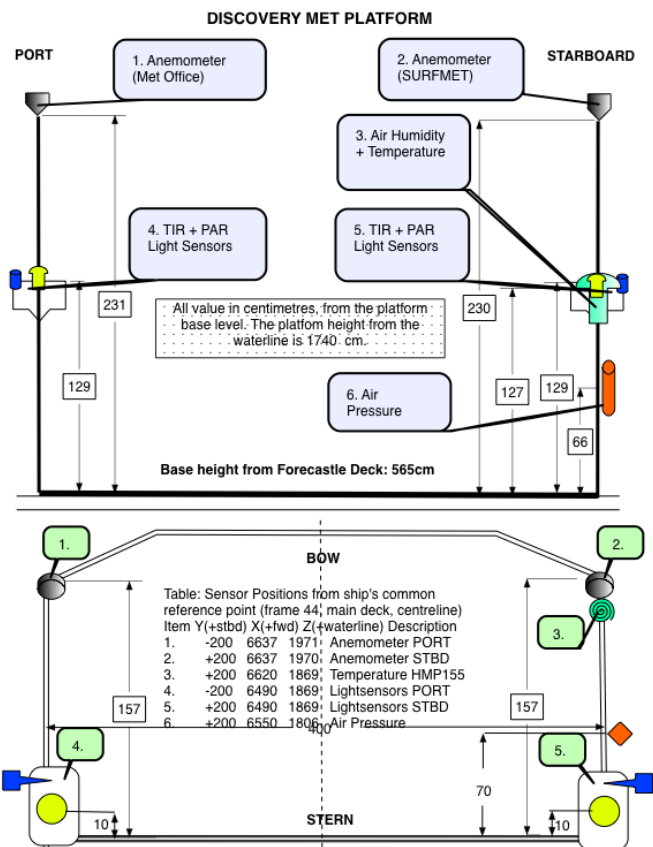 DISCOVERY MET PLATFORM
PORT
STARBOARD
1. Anemometer
(Met Office)
2. Anemometer
(SURFMET)
3. Air Humidity
+ Temperature
4. TIR + PAR
Light Sensors
5. TIR + PAR
Light Sensors
231
230
All value in centimetres, from the platform
base level. The platfom height from the
waterline is 1740 cm.
129
127
129
6. Air
Pressure
66
Base height from Forecastle Deck: 565cm
1.
2.
BOW
Table: Sensor Positions from ship's common
reference point (frame 44, main deck, centreline)
Item Y(+stbd) X(+fwd) Z(+waterline) Description
1. -200 6637 1971 Anemometer PORT
2. +200 6637 1970 Anemometer STBD
3. +200 6620 1869 Temperature HMP155
4. -200 6490 1869 Lightsensors PORT
5. +200 6490 1869 Lightsensors STBD
6. +200 6550 1806 Air Pressure
3.
157
157
400
4.
5.
70
10
STERN
10